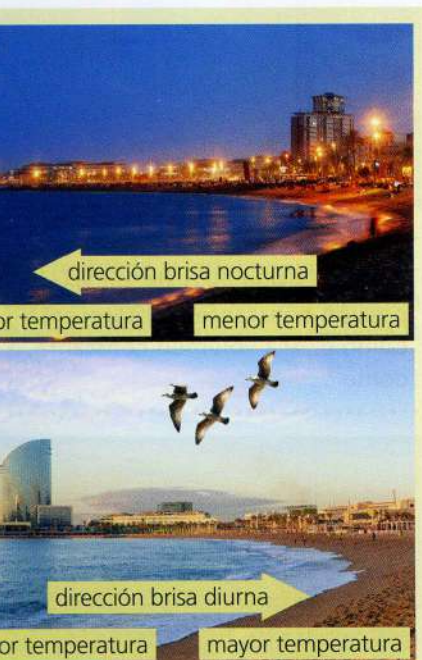 dirección brisa nocturna
or temperatura
menor temperatura
dirección brisa diurna
or temperatura
mayor temperatura